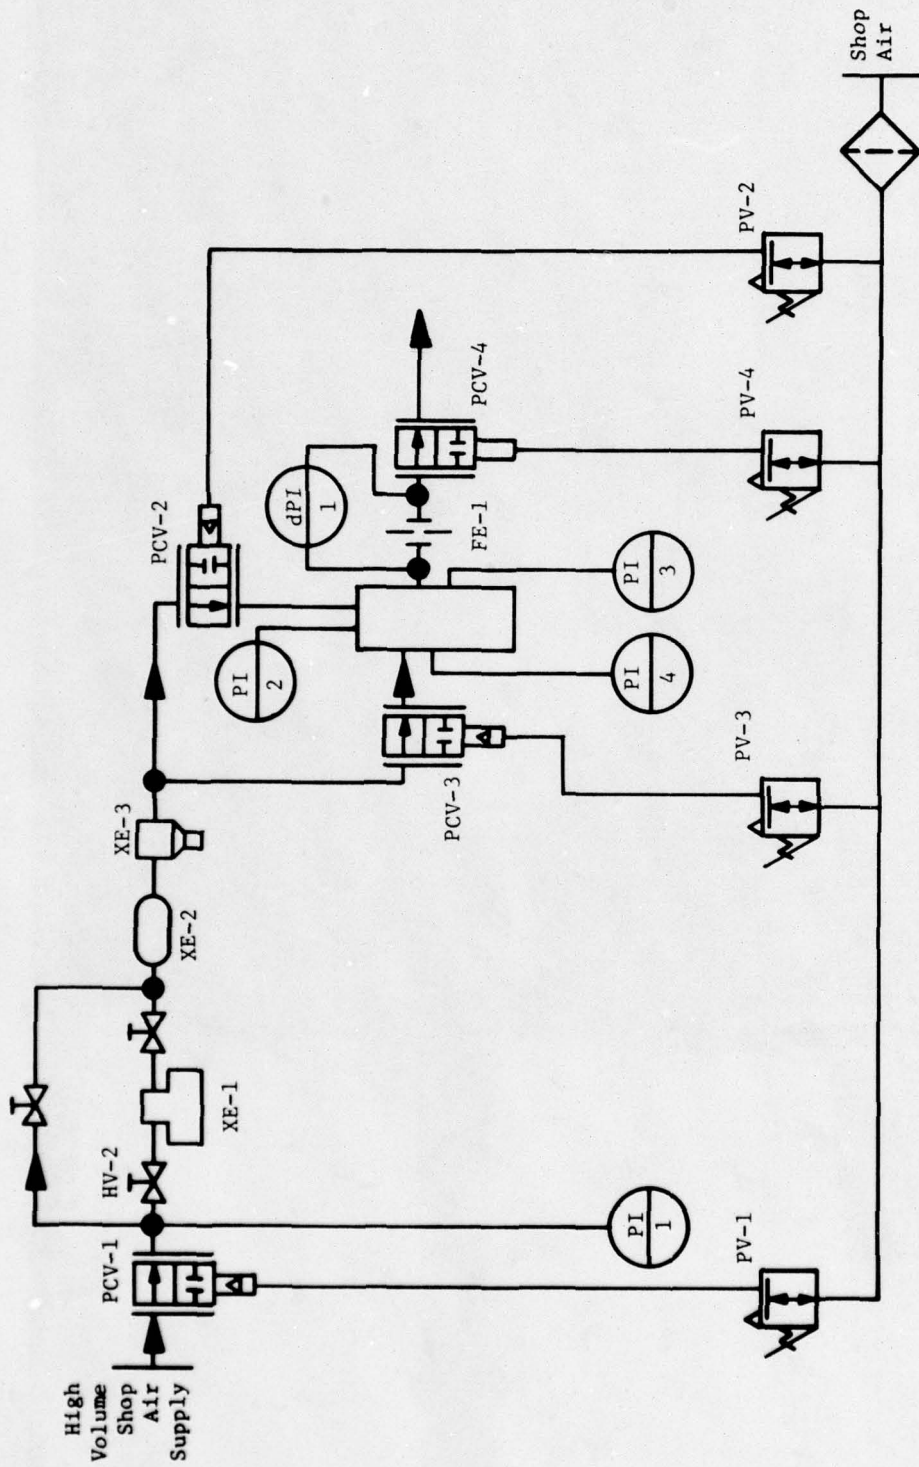 High
Volume
Shop
Air
Supply
PCV-1
HV-2
XE-1
XE-2
XE-3
PCV-2
PI
2
dPI
1
PCV-4
FE-1
PCV-3
PI
4
PI
3
PI
1
PV-1
PV-3
PV-4
PV-2
Shop
Air